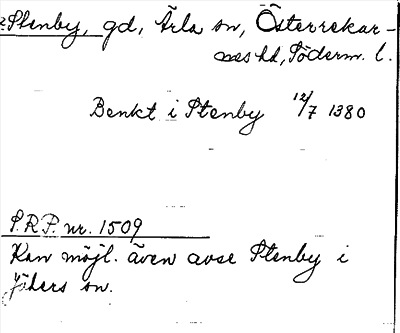 Stenby, gd, Ärla sn, Österrekar-
nes hd, Söderm. l.
Benkt i Stenby 12/7 1380
S.R.P. nr. 1509
Kan möjl. även avse Stenby i
Jäders sn.